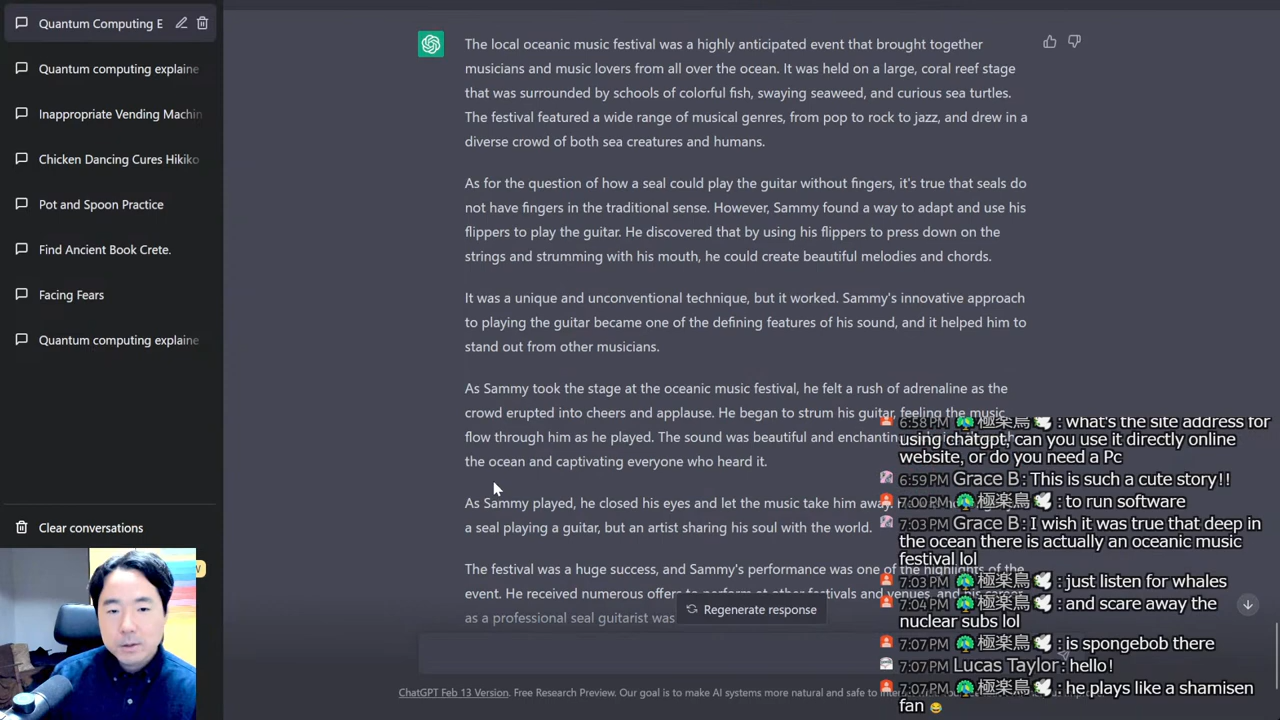 Quantum Computing E
Quantum computing explaine
Inappropriate Vending Machin
Chicken Dancing Cures Hikiko
Pot and Spoon Practice
Find Ancient Book Crete.
Facing Fears
Quantum computing explaine
Clear conversations
W
The local oceanic music festival was a highly anticipated event that brought together
musicians and music lovers from all over the ocean. It was held on a large, coral reef stage
that was surrounded by schools of colorful fish, swaying seaweed, and curious sea turtles.
The festival featured a wide range of musical genres, from pop to rock to jazz, and drew in a
diverse crowd of both sea creatures and humans.
As for the question of how a seal could play the guitar without fingers, it's true that seals do
not have fingers in the traditional sense. However, Sammy found a way to adapt and use his
flippers to play the guitar. He discovered that by using his flippers to press down on the
strings and strumming with his mouth, he could create beautiful melodies and chords.
It was a unique and unconventional technique, but it worked. Sammy's innovative approach
to playing the guitar became one of the defining features of his sound, and it helped him to
stand out from other musicians.
As Sammy took the stage at the oceanic music festival, he felt a rush of adrenaline as the
crowd erupted into cheers and applause. He began to strum his guitar, feeling the music
flow through him as he played. The sound was beautiful and enchanting
the ocean and captivating everyone who heard it.
As Sammy played, he closed his eyes and let the music take him away.
a seal playing a guitar, but an artist sharing his soul with the world.
The festival was a huge success, and Sammy's performance was one of the highlights of the
event. He received numerous offers to perform at other festivals and venues, and his career
as a professional seal guitarist was
Regenerate response
ChatGPT Feb 13 Version. Free Research Preview. Our goal is to make AI systems more natural and safe to
6:58 PM 極楽鳥 : what's the site address for
using chatgpt, can you use it directly online
website, or do you need a Pc
6:59 PM Grace B : This is such a cute story!!
7:00 PM 極楽鳥 : to run software
7:03 PM Grace B : I wish it was true that deep in
the ocean there is actually an oceanic music
festival lol
7:03 PM 極楽鳥 : just listen for whales
7:04 PM 極楽鳥 : and scare away the
nuclear subs lol
7:07 PM 極楽鳥 : is spongebob there
7:07 PM Lucas Taylor : hello!
7:07 PM 極楽鳥 : he plays like a shamisen
fan 😂